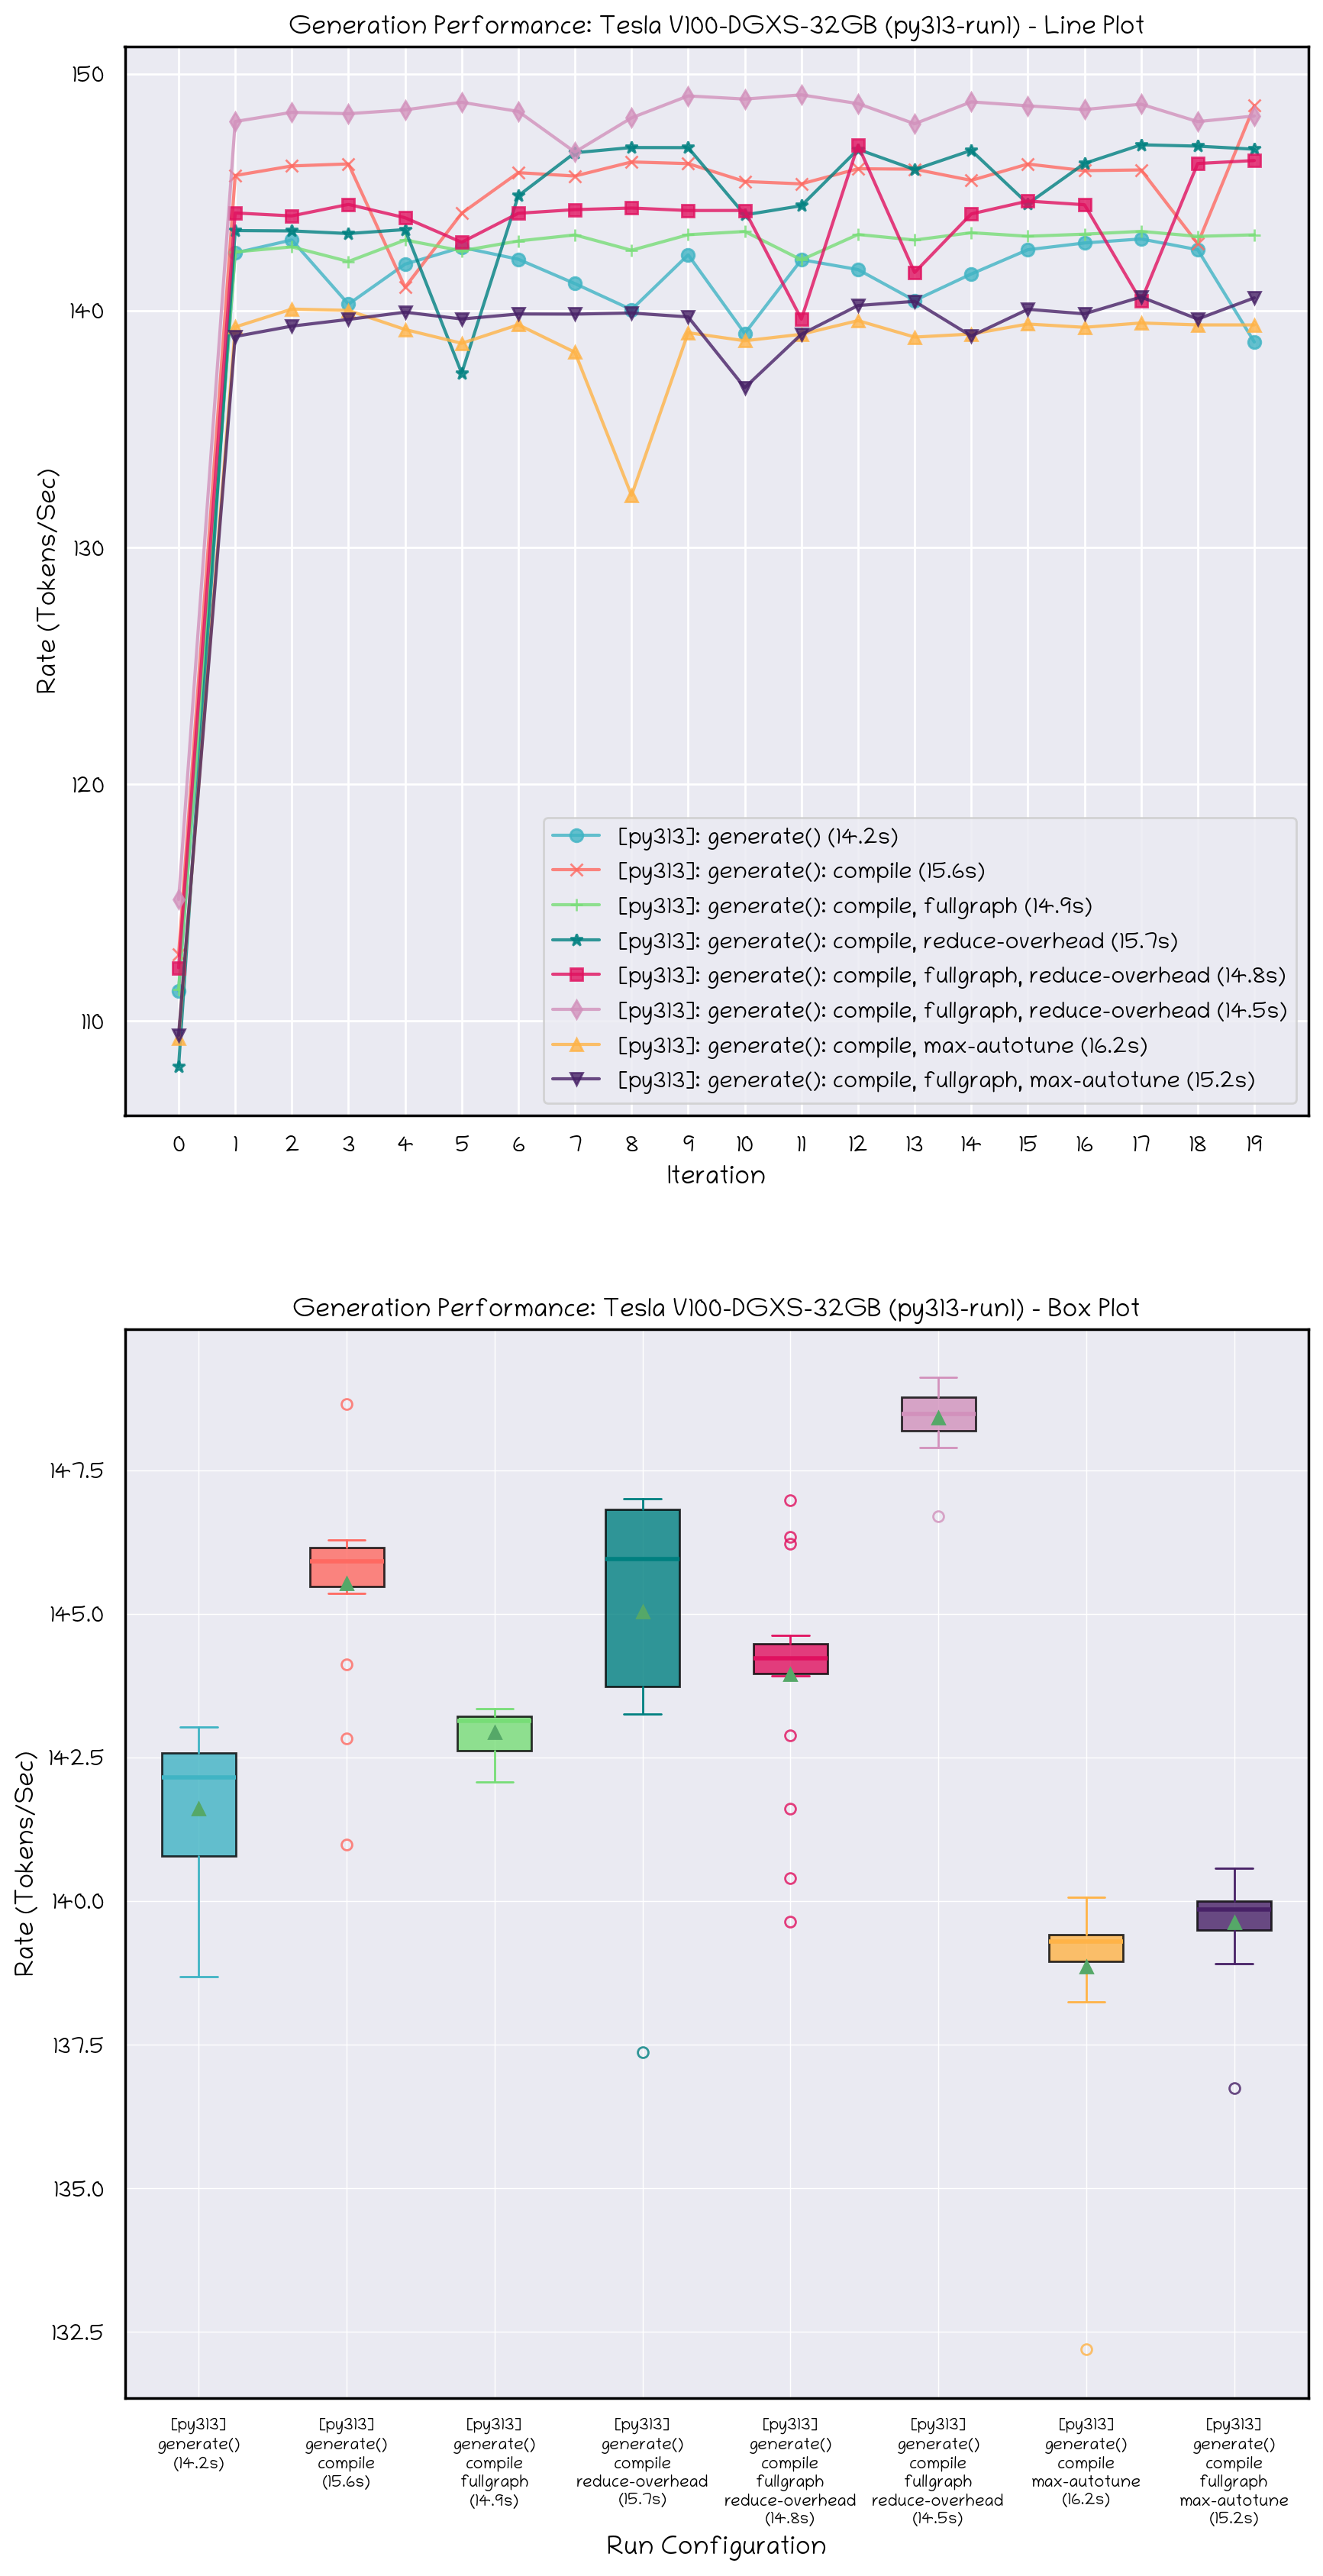 Generation Performance: Tesla V100-DGXS-32GB (py313-run1) - Line Plot
150
140
130
120
110
Rate (Tokens/Sec)
[py313]: generate() (14.2s)
[py313]: generate(): compile (15.6s)
[py313]: generate(): compile, fullgraph (14.9s)
[py313]: generate(): compile, reduce-overhead (15.7s)
[py313]: generate(): compile, fullgraph, reduce-overhead (14.8s)
[py313]: generate(): compile, fullgraph, reduce-overhead (14.5s)
[py313]: generate(): compile, max-autotune (16.2s)
[py313]: generate(): compile, fullgraph, max-autotune (15.2s)
0 1 2 3 4 5 6 7 8 9 10 11 12 13 14 15 16 17 18 19
Iteration
Generation Performance: Tesla V100-DGXS-32GB (py313-run1) - Box Plot
147.5
145.0
142.5
140.0
137.5
135.0
132.5
Rate (Tokens/Sec)
[py313]
generate()
(14.2s)
[py313]
generate()
compile
(15.6s)
[py313]
generate()
compile
fullgraph
(14.9s)
[py313]
generate()
compile
reduce-overhead
(15.7s)
[py313]
generate()
compile
fullgraph
reduce-overhead
(14.8s)
[py313]
generate()
compile
fullgraph
reduce-overhead
(14.5s)
[py313]
generate()
compile
max-autotune
(16.2s)
[py313]
generate()
compile
fullgraph
max-autotune
(15.2s)
Run Configuration